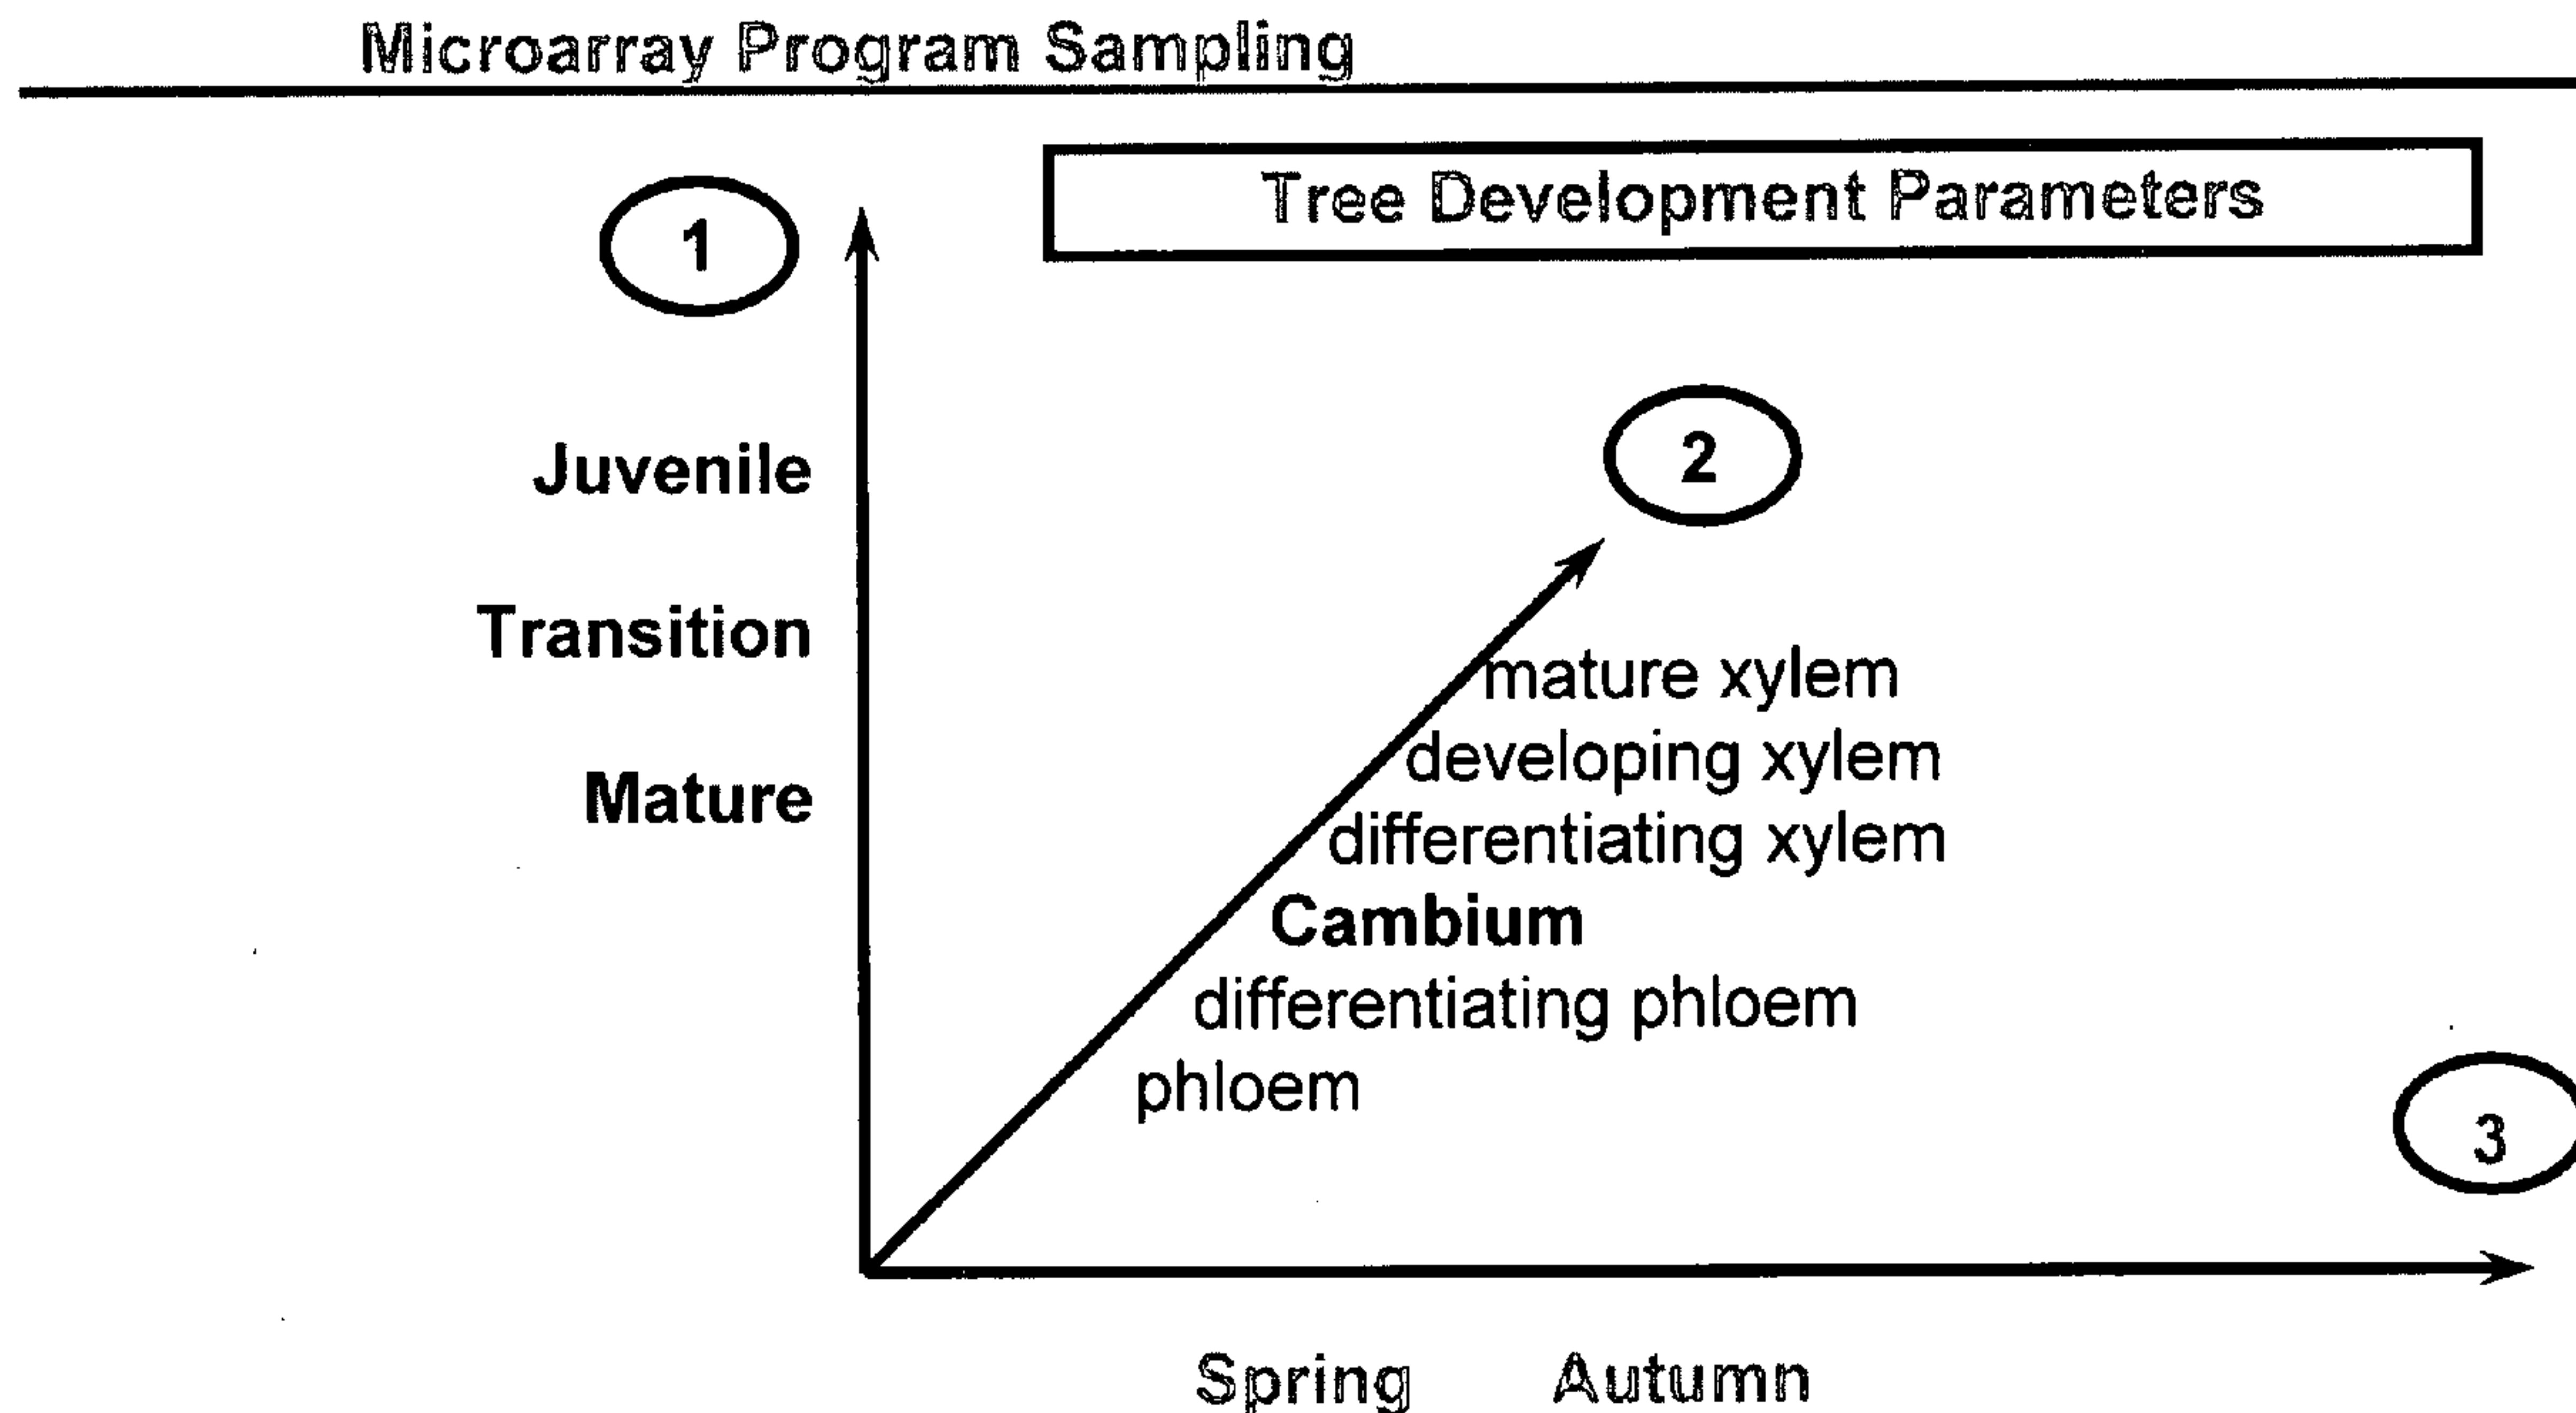 Microarray Program Sampling
Tree Development Parameters
1
2
Juvenile
Transition
Mature
mature xylem
developing xylem
differentiating xylem
Cambium
differentiating phloem
phloem
3
Spring Autumn